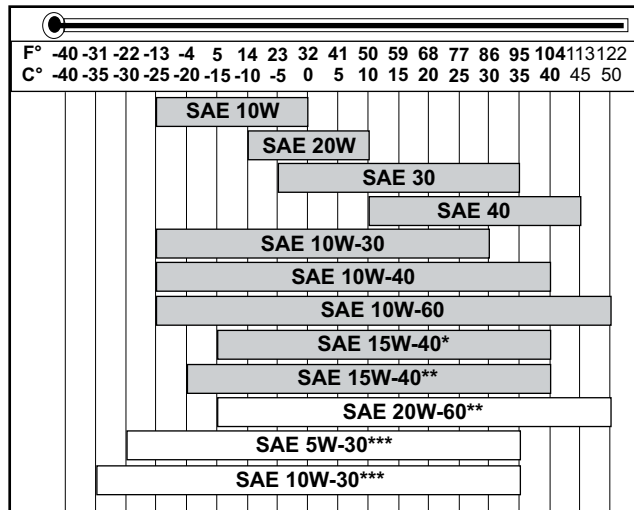 F° -40 -31 -22 -13 -4 5 14 23 32 41 50 59 68 77 86 95 104 113 122
C° -40 -35 -30 -25 -20 -15 -10 -5 0 5 10 15 20 25 30 35 40 45 50
SAE 10W
SAE 20W
SAE 30
SAE 40
SAE 10W-30
SAE 10W-40
SAE 10W-60
SAE 15W-40*
SAE 15W-40**
SAE 20W-60**
SAE 5W-30***
SAE 10W-30***